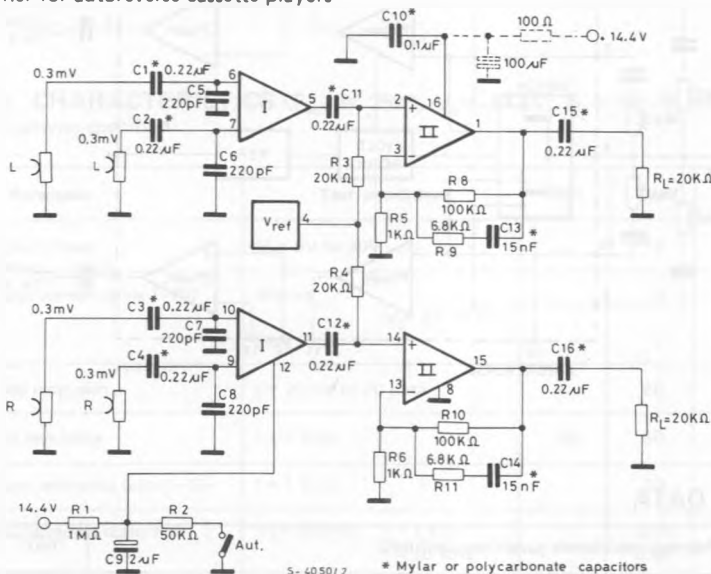 for autoreverse cassette players
C10*
0.1µF
100Ω
14.4V
100µF
0.3mV
C1* 0.22µF
C5
220pF
6
5
I
C11*
0.22µF
2
16
+
II
1
3
-
C15*
0.22µF
RL=20KΩ
0.3mV
C2*
0.22µF
7
C6
220pF
L
L
R3
20KΩ
R8
100KΩ
R5
1KΩ
6.8KΩ
R9
C13*
15nF
Vref
4
R4
20KΩ
0.3mV
C3* 0.22µF
C7
220pF
10
I
11
12
C12*
0.22µF
14
+
II
15
13
-
8
C16*
0.22µF
RL=20KΩ
0.3mV
C4*
0.22µF
9
C8
220pF
R
R
R10
100KΩ
R6
1KΩ
6.8KΩ
R11
C14*
15nF
14.4V
R1
1MΩ
R2
50KΩ
Aut.
C9 2µF
S-4050/2
* Mylar or polycarbonate capacitors